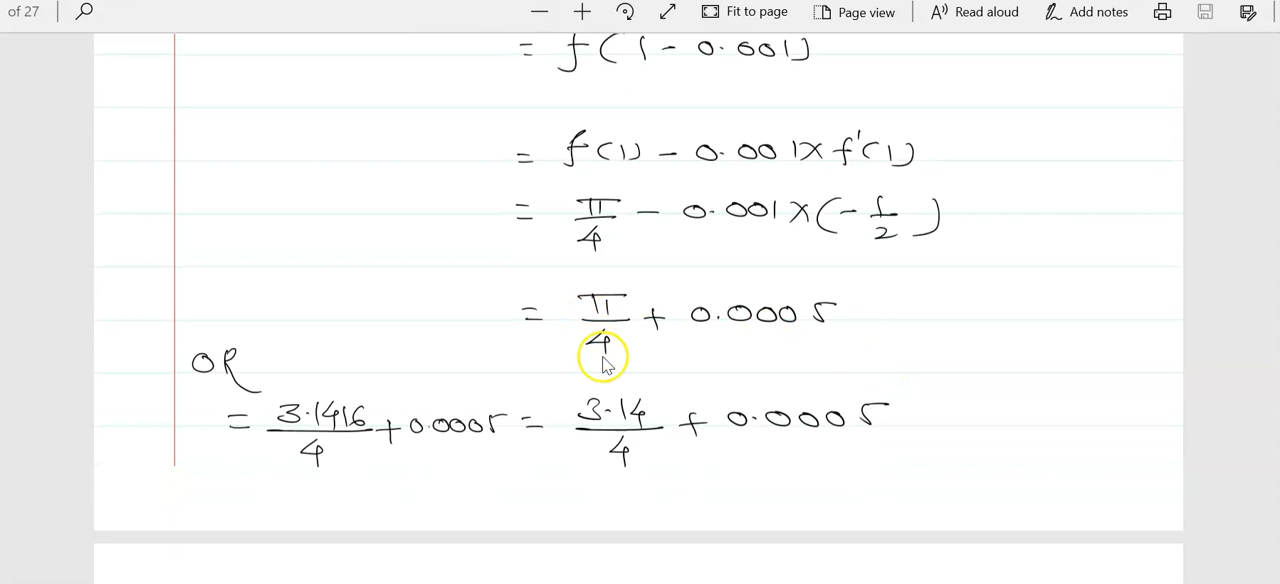 of 27 Fit to page Page view Read aloud Add notes
= f(1 - 0.001)
= f(1) - 0.001 × f'(1)
= π/4 - 0.001 × (-1/2)
= π/4 + 0.0005
OR
= 3.1416/4 + 0.0005 = 3.14/4 + 0.0005